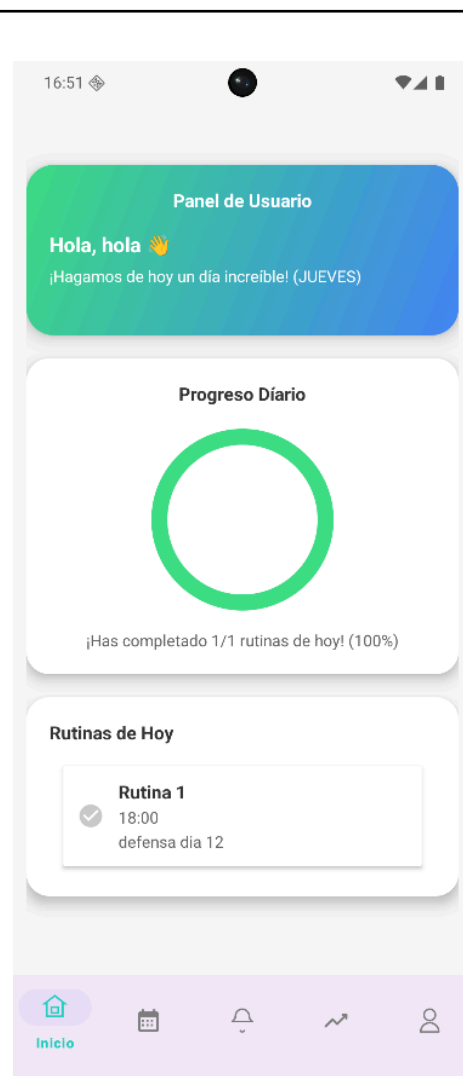 16:51
Panel de Usuario
Hola, hola 👋
¡Hagamos de hoy un día increíble! (JUEVES)
Progreso Díario
¡Has completado 1/1 rutinas de hoy! (100%)
Rutinas de Hoy
Rutina 1
18:00
defensa dia 12
Inicio